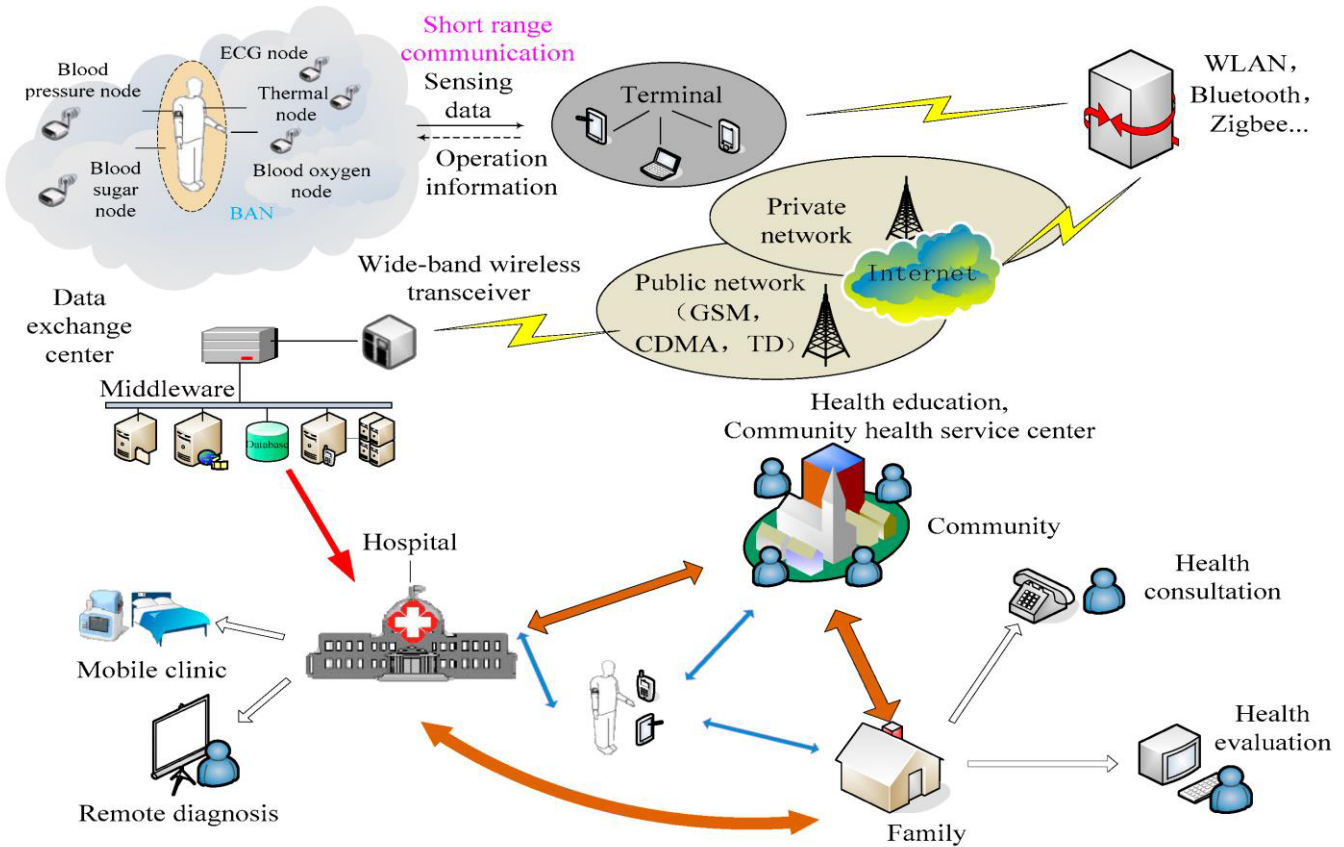 Short range
communication
ECG node
Blood
pressure node
Thermal
node
Sensing
data
Terminal
WLAN，
Bluetooth，
Zigbee...
Operation
information
Blood
sugar
node
Blood oxygen
node
BAN
Private
network
Internet
Wide-band wireless
transceiver
Public network
（GSM，
CDMA，TD）
Data
exchange
center
Middleware
Database
Health education,
Community health service center
Community
Hospital
Health
consultation
Mobile clinic
Health
evaluation
Remote diagnosis
Family